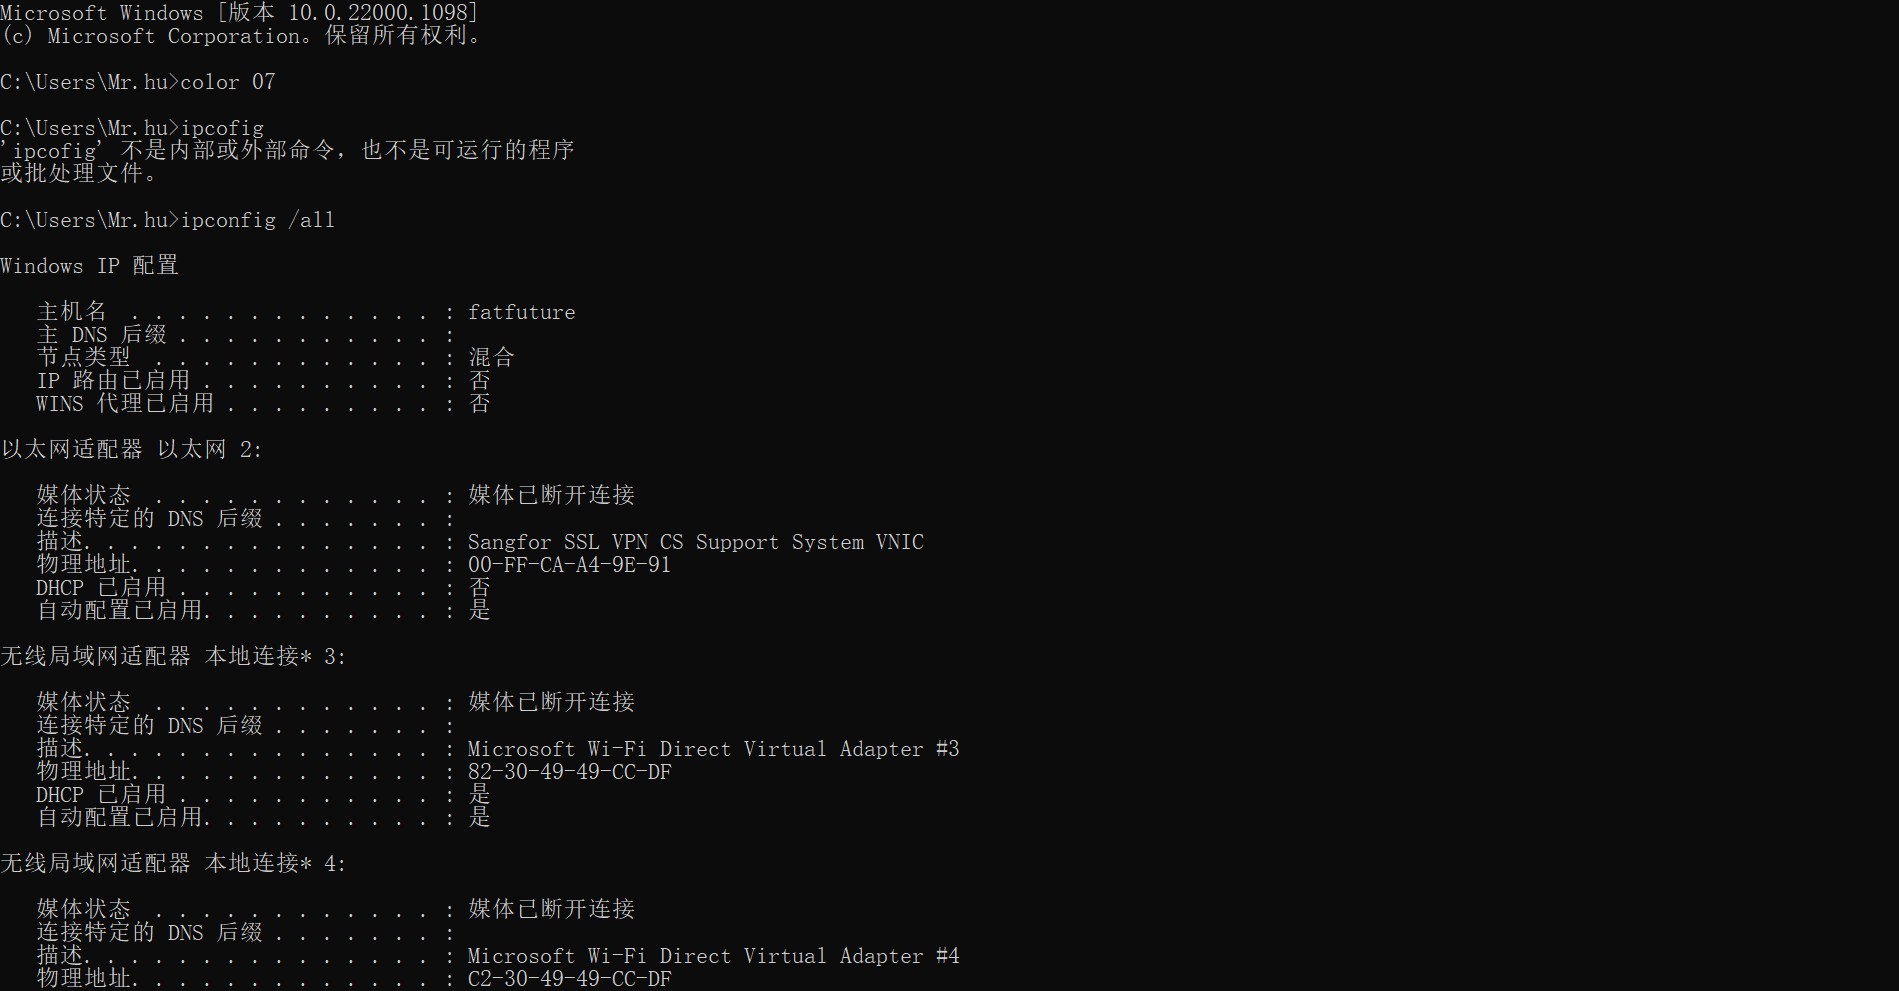 Microsoft Windows [版本 10.0.22000.1098]
(c) Microsoft Corporation。保留所有权利。
C:\Users\Mr.hu>color 07
C:\Users\Mr.hu>ipcofig
'ipcofig' 不是内部或外部命令，也不是可运行的程序
或批处理文件。
C:\Users\Mr.hu>ipconfig /all
Windows IP 配置
主机名  . . . . . . . . . . . . . : fatfuture
主 DNS 后缀 . . . . . . . . . . . :
节点类型  . . . . . . . . . . . . : 混合
IP 路由已启用 . . . . . . . . . . : 否
WINS 代理已启用 . . . . . . . . . : 否
以太网适配器 以太网 2:
媒体状态  . . . . . . . . . . . . : 媒体已断开连接
连接特定的 DNS 后缀 . . . . . . . :
描述. . . . . . . . . . . . . . . : Sangfor SSL VPN CS Support System VNIC
物理地址. . . . . . . . . . . . . : 00-FF-CA-A4-9E-91
DHCP 已启用 . . . . . . . . . . . : 否
自动配置已启用. . . . . . . . . . : 是
无线局域网适配器 本地连接* 3:
媒体状态  . . . . . . . . . . . . : 媒体已断开连接
连接特定的 DNS 后缀 . . . . . . . :
描述. . . . . . . . . . . . . . . : Microsoft Wi-Fi Direct Virtual Adapter #3
物理地址. . . . . . . . . . . . . : 82-30-49-49-CC-DF
DHCP 已启用 . . . . . . . . . . . : 是
自动配置已启用. . . . . . . . . . : 是
无线局域网适配器 本地连接* 4:
媒体状态  . . . . . . . . . . . . : 媒体已断开连接
连接特定的 DNS 后缀 . . . . . . . :
描述. . . . . . . . . . . . . . . : Microsoft Wi-Fi Direct Virtual Adapter #4
物理地址. . . . . . . . . . . . . : C2-30-49-49-CC-DF